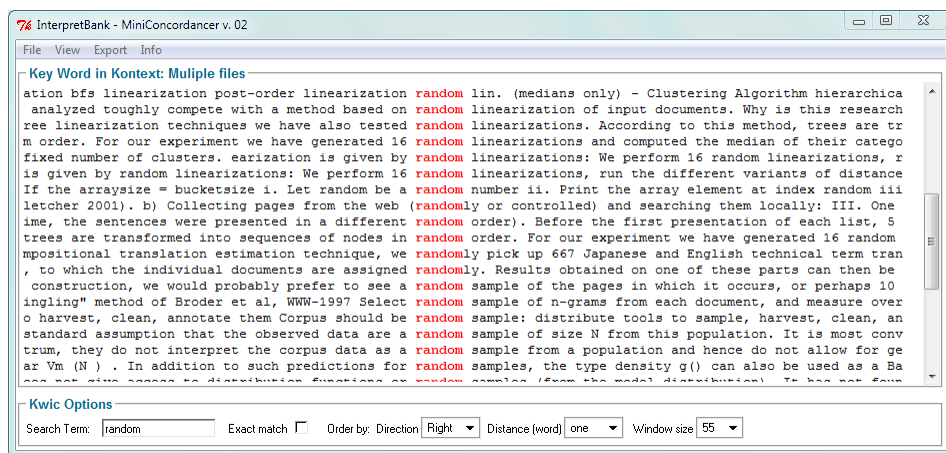 InterpretBank - MiniConcordancer v. 02
File View Export Info
Key Word in Kontext: Muliple files
ation bfs linearization post-order linearization random lin. (medians only) - Clustering Algorithm hierarchica
analyzed toughly compete with a method based on random linearization of input documents. Why is this research
ree linearization techniques we have also tested random linearizations. According to this method, trees are tr
m order. For our experiment we have generated 16 random linearizations and computed the median of their catego
fixed number of clusters. earization is given by random linearizations: We perform 16 random linearizations, r
is given by random linearizations: We perform 16 random linearizations, run the different variants of distance
If the arraysize = bucketsize i. Let random be a random number ii. Print the array element at index random iii
letcher 2001). b) Collecting pages from the web (randomly or controlled) and searching them locally: III. One
ime, the sentences were presented in a different random order). Before the first presentation of each list, 5
trees are transformed into sequences of nodes in random order. For our experiment we have generated 16 random
mpositional translation estimation technique, we randomly pick up 667 Japanese and English technical term tran
, to which the individual documents are assigned randomly. Results obtained on one of these parts can then be
construction, we would probably prefer to see a random sample of the pages in which it occurs, or perhaps 10
ingling" method of Broder et al, WWW-1997 Select random sample of n-grams from each document, and measure over
o harvest, clean, annotate them Corpus should be random sample: distribute tools to sample, harvest, clean, an
standard assumption that the observed data are a random sample of size N from this population. It is most conv
trum, they do not interpret the corpus data as a random sample from a population and hence do not allow for ge
ar Vm (N ) . In addition to such predictions for random samples, the type density g() can also be used as a Ba
not give access to distribution functions or random samples (from the model distribution). It has not foun
Kwic Options
Search Term: random Exact match Order by: Direction Right Distance (word) one Window size 55